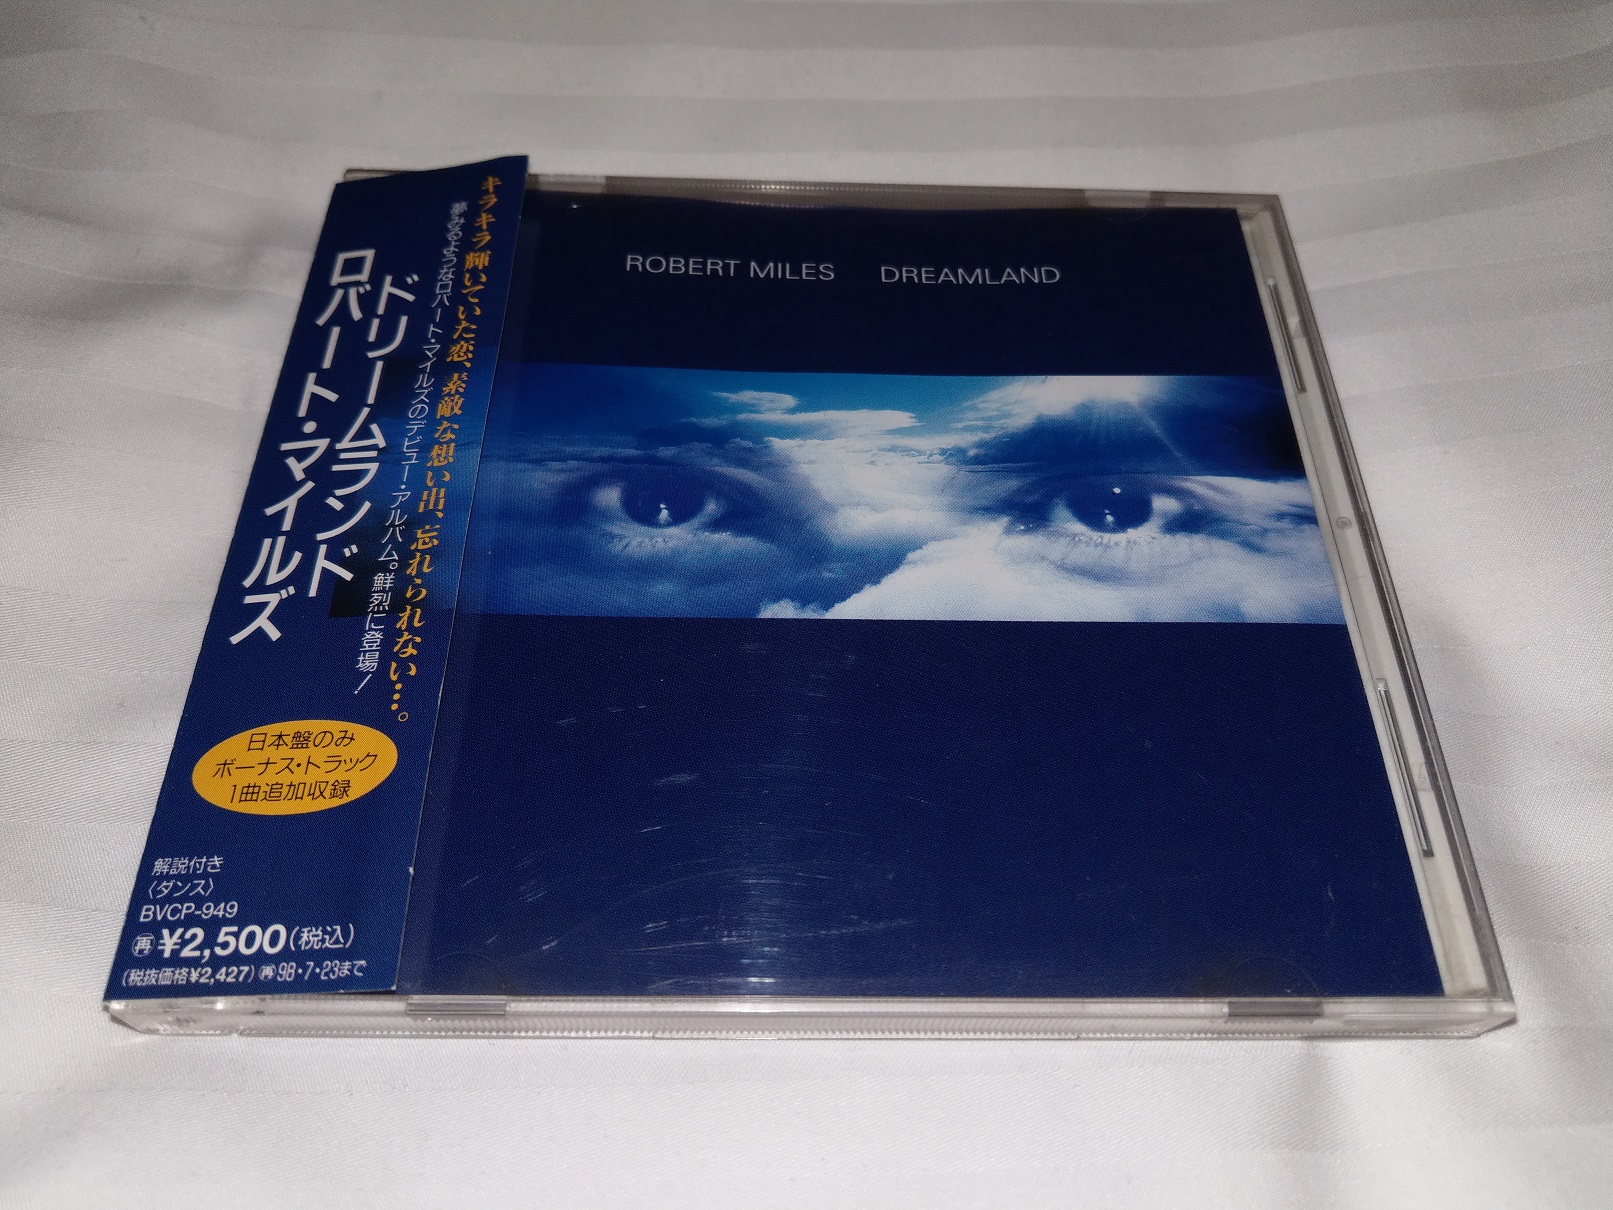 キラキラ輝いていた恋、素敵な想い出、忘れられない…。
夢みるようなロバート・マイルズのデビュー・アルバム。鮮烈に登場！
ドリームランド
ロバート・マイルズ
日本盤のみ
ボーナス・トラック
1曲追加収録
解説付き
〈ダンス〉
BVCP-949
再¥2,500(税込)
(税抜価格¥2,427)再98・7・23まで
ROBERT MILES DREAMLAND